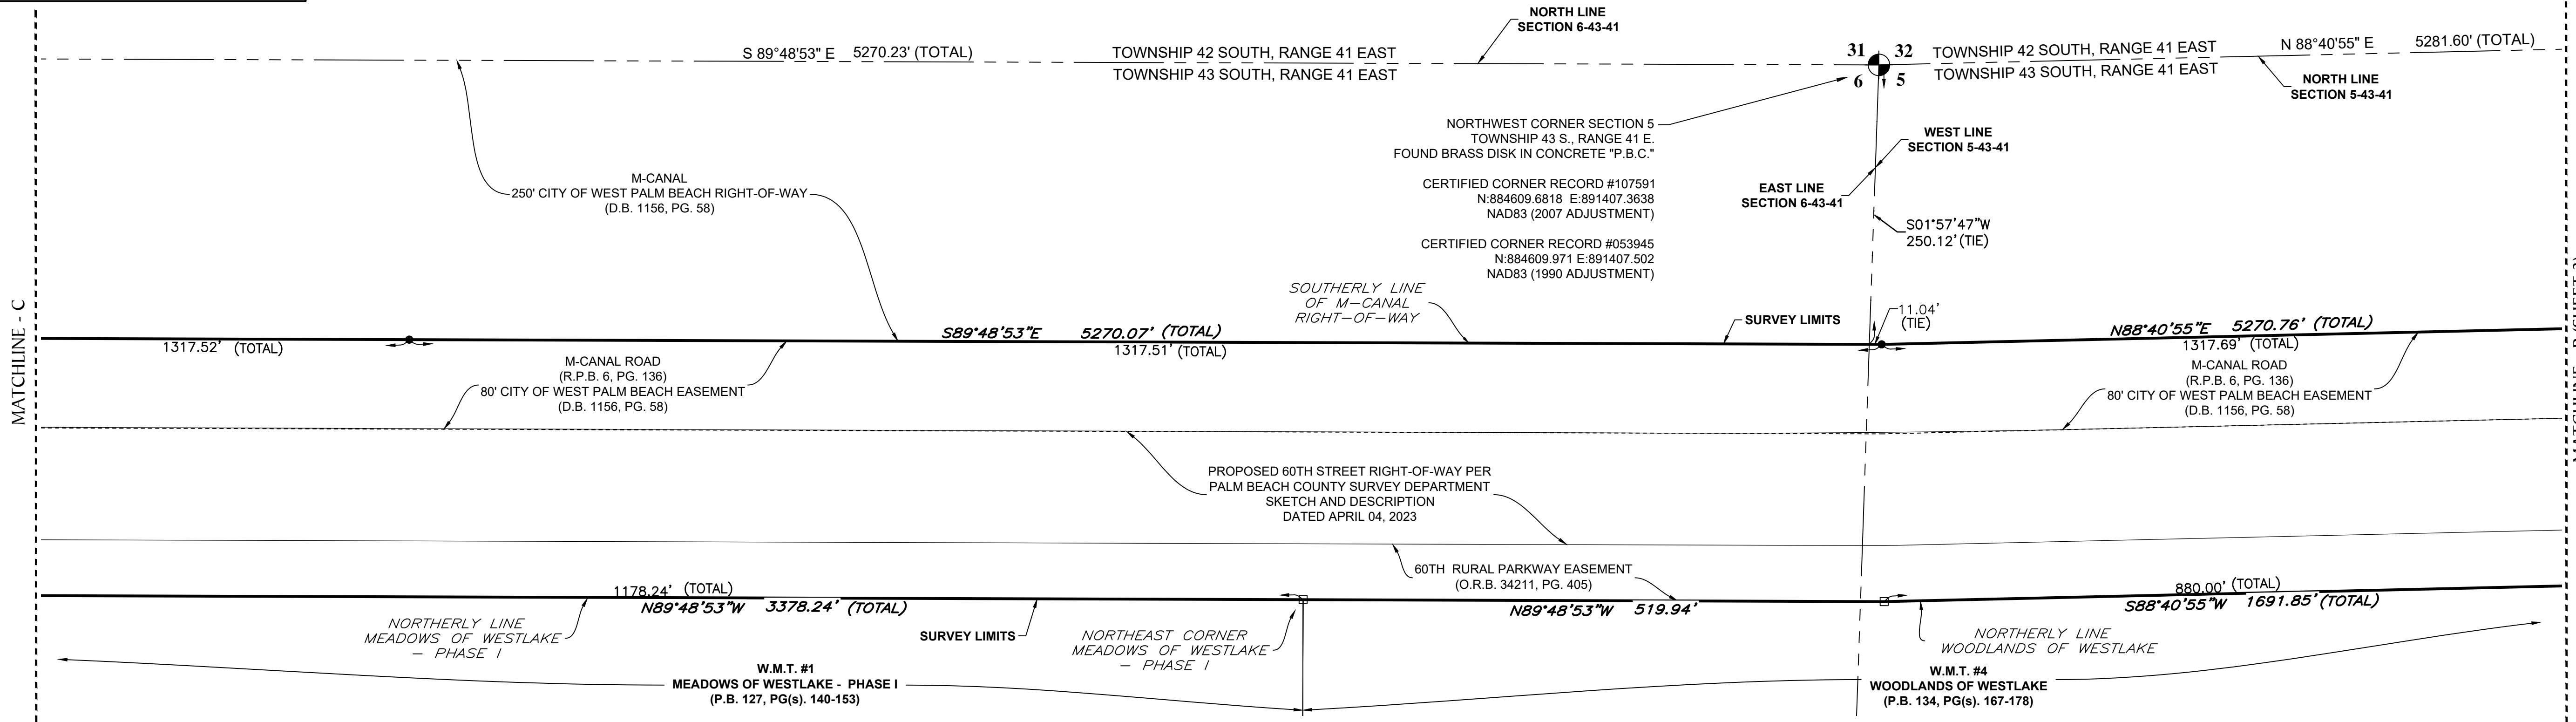 NORTH LINE
SECTION 6-43-41
S 89°48'53" E 5270.23' (TOTAL)
TOWNSHIP 42 SOUTH, RANGE 41 EAST
TOWNSHIP 43 SOUTH, RANGE 41 EAST
31 32
6 5
TOWNSHIP 42 SOUTH, RANGE 41 EAST
TOWNSHIP 43 SOUTH, RANGE 41 EAST
N 88°40'55" E 5281.60' (TOTAL)
NORTH LINE
SECTION 5-43-41
NORTHWEST CORNER SECTION 5
TOWNSHIP 43 S., RANGE 41 E.
FOUND BRASS DISK IN CONCRETE "P.B.C."
CERTIFIED CORNER RECORD #107591
N:884609.6818 E:891407.3638
NAD83 (2007 ADJUSTMENT)
CERTIFIED CORNER RECORD #053945
N:884609.971 E:891407.502
NAD83 (1990 ADJUSTMENT)
WEST LINE
SECTION 5-43-41
EAST LINE
SECTION 6-43-41
S01°57'47"W
250.12' (TIE)
M-CANAL
250' CITY OF WEST PALM BEACH RIGHT-OF-WAY
(D.B. 1156, PG. 58)
MATCHLINE - C
SOUTHERLY LINE
OF M-CANAL
RIGHT-OF-WAY
SURVEY LIMITS
11.04'
(TIE)
S89°48'53"E 5270.07' (TOTAL)
1317.52' (TOTAL)
1317.51' (TOTAL)
N88°40'55"E 5270.76' (TOTAL)
1317.69' (TOTAL)
M-CANAL ROAD
(R.P.B. 6, PG. 136)
80' CITY OF WEST PALM BEACH EASEMENT
(D.B. 1156, PG. 58)
M-CANAL ROAD
(R.P.B. 6, PG. 136)
80' CITY OF WEST PALM BEACH EASEMENT
(D.B. 1156, PG. 58)
PROPOSED 60TH STREET RIGHT-OF-WAY PER
PALM BEACH COUNTY SURVEY DEPARTMENT
SKETCH AND DESCRIPTION
DATED APRIL 04, 2023
60TH RURAL PARKWAY EASEMENT
(O.R.B. 34211, PG. 405)
1178.24' (TOTAL)
N89°48'53"W 3378.24' (TOTAL)
N89°48'53"W 519.94'
880.00' (TOTAL)
S88°40'55"W 1691.85' (TOTAL)
NORTHERLY LINE
MEADOWS OF WESTLAKE
- PHASE I
SURVEY LIMITS
NORTHEAST CORNER
MEADOWS OF WESTLAKE
- PHASE I
NORTHERLY LINE
WOODLANDS OF WESTLAKE
W.M.T. #1
MEADOWS OF WESTLAKE - PHASE I
(P.B. 127, PG(s). 140-153)
W.M.T. #4
WOODLANDS OF WESTLAKE
(P.B. 134, PG(s). 167-178)